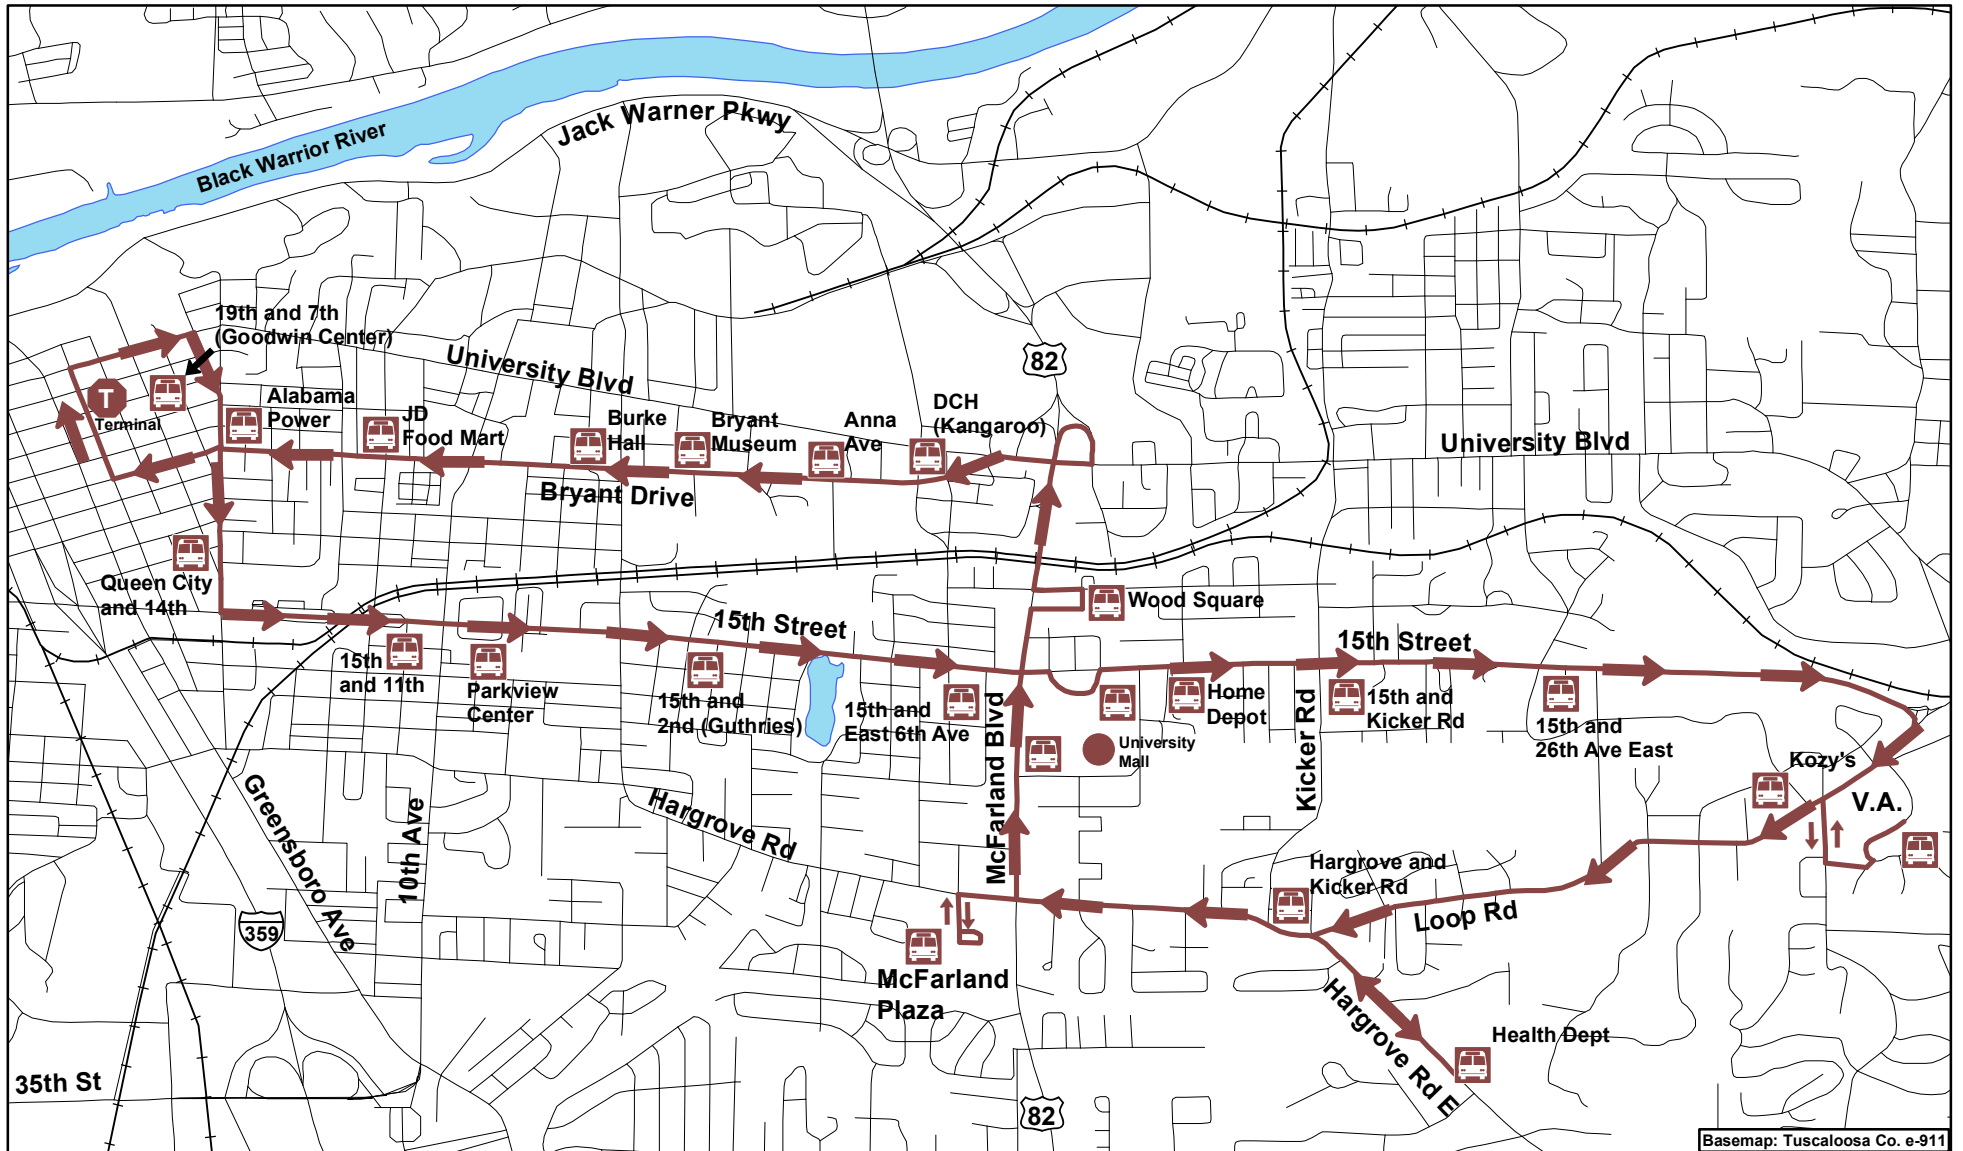 Jack Warner Pkwy
Black Warrior River
19th and 7th
(Goodwin Center)
University Blvd
82
T
Terminal
Alabama
Power
JD
Food Mart
Burke
Hall
Bryant
Museum
Anna
Ave
DCH
(Kangaroo)
University Blvd
Bryant Drive
Queen City
and 14th
Wood Square
15th Street
15th Street
15th
and 11th
Parkview
Center
15th and
2nd (Guthries)
15th and
East 6th Ave
McFarland Blvd
University
Mall
Home
Depot
Kicker Rd
15th and
Kicker Rd
15th and
26th Ave East
Kozy's
V.A.
Greensboro Ave
10th Ave
Hargrove Rd
Hargrove and
Kicker Rd
Loop Rd
359
McFarland
Plaza
Hargrove Rd E
Health Dept
35th St
82
Basemap: Tuscaloosa Co. e-911